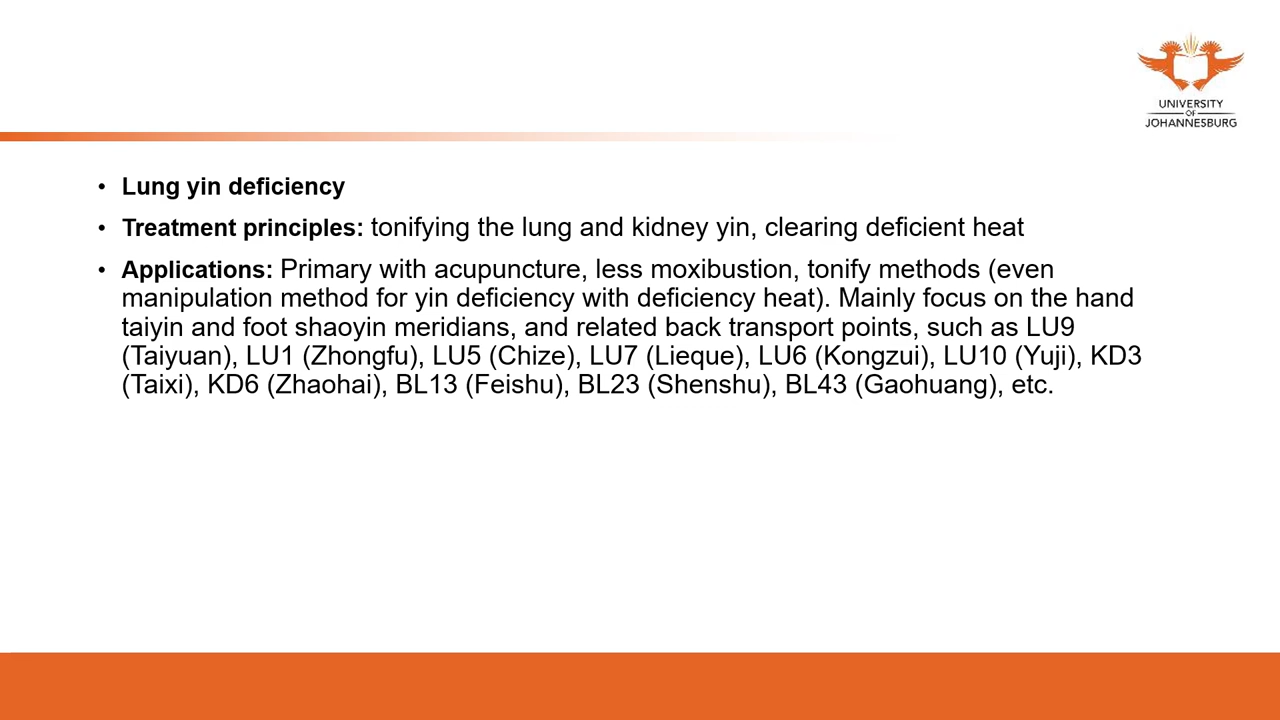 UNIVERSITY
OF
JOHANNESBURG
• Lung yin deficiency
• Treatment principles: tonifying the lung and kidney yin, clearing deficient heat
• Applications: Primary with acupuncture, less moxibustion, tonify methods (even
manipulation method for yin deficiency with deficiency heat). Mainly focus on the hand
taiyin and foot shaoyin meridians, and related back transport points, such as LU9
(Taiyuan), LU1 (Zhongfu), LU5 (Chize), LU7 (Lieque), LU6 (Kongzui), LU10 (Yuji), KD3
(Taixi), KD6 (Zhaohai), BL13 (Feishu), BL23 (Shenshu), BL43 (Gaohuang), etc.